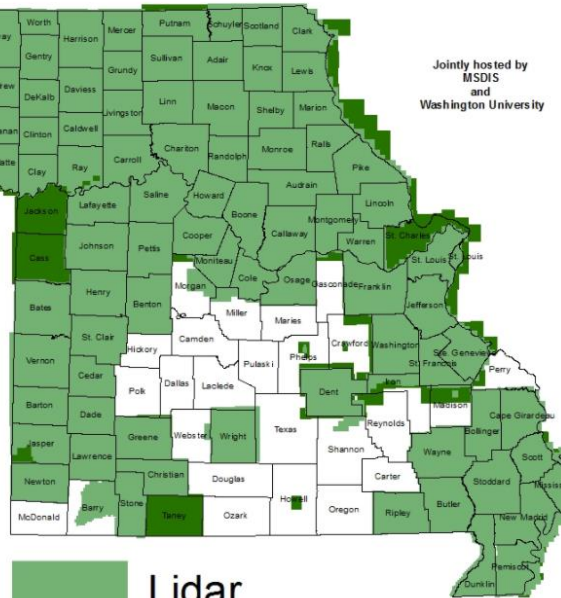 Worth
Putnam
Schuyler
Scotland
Clark
Mercer
Harrison
Gentry
Sullivan
Adair
Knox
Lewis
Grundy
DeKalb
Daviess
Linn
Macon
Shelby
Marion
Livingston
Clinton
Caldwell
Chariton
Randolph
Monroe
Ralls
Pike
Clay
Ray
Carroll
Audrain
Jackson
Lafayette
Saline
Howard
Boone
Callaway
Montgomery
Lincoln
Warren
St. Charles
St. Louis
St. Louis
Cass
Johnson
Pettis
Cooper
Moniteau
Cole
Osage
Gasconade
Franklin
Jefferson
Bates
Henry
Benton
Morgan
Miller
Maries
Crawford
Washington
Ste. Genevieve
St. Francois
Perry
Vernon
St. Clair
Hickory
Camden
Pulaski
Phelps
Iron
Madison
Cedar
Polk
Dallas
Laclede
Dent
Reynolds
Bollinger
Cape Girardeau
Barton
Dade
Greene
Webster
Wright
Texas
Shannon
Wayne
Scott
Jasper
Lawrence
Christian
Douglas
Carter
Stoddard
Newton
Barry
Stone
Taney
Ozark
Howell
Oregon
Ripley
Butler
New Madrid
McDonald
Pemiscot
Dunklin
Jointly hosted by
MSDIS
and
Washington University
Lidar